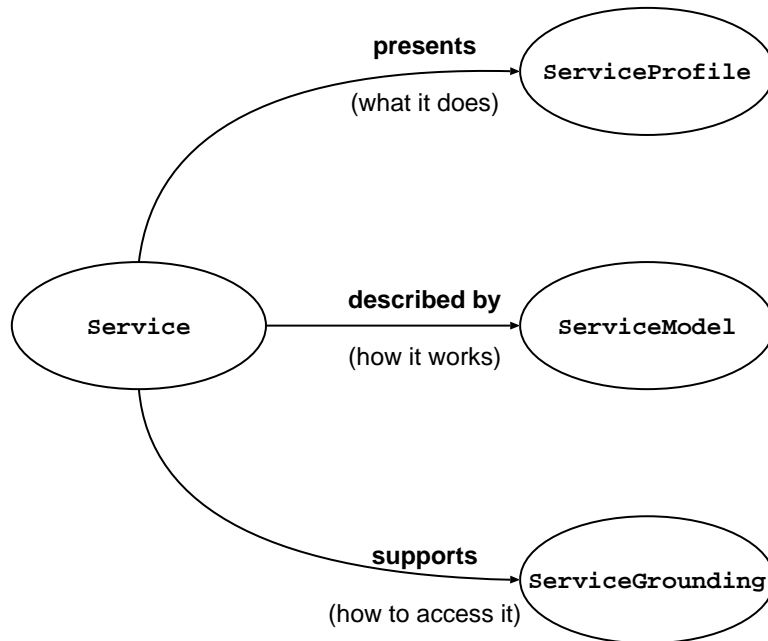 presents
ServiceProfile
(what it does)
described by
Service
ServiceModel
(how it works)
supports
ServiceGrounding
(how to access it)